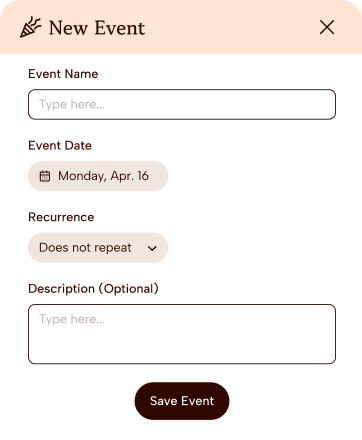 New Event
Event Name
Type here...
Event Date
Monday, Apr. 16
Recurrence
Does not repeat
Description (Optional)
Type here...
Save Event